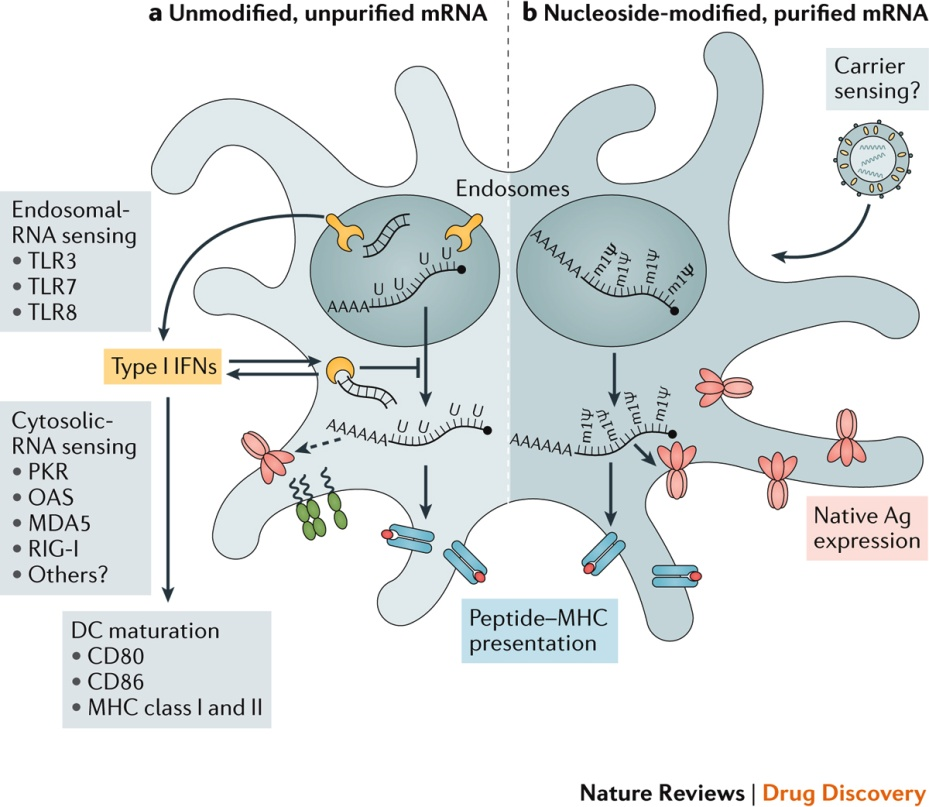 a Unmodified, unpurified mRNA
b Nucleoside-modified, purified mRNA
Carrier
sensing?
Endosomes
Endosomal-
RNA sensing
• TLR3
• TLR7
• TLR8
U U
U U
AAAA
AAAAAA
m1Ψ
m1Ψ
m1Ψ
m1Ψ
Type I IFNs
Cytosolic-
RNA sensing
• PKR
• OAS
• MDA5
• RIG-I
• Others?
U U
U U
AAAAAA
AAAAAA
m1Ψ
m1Ψ
m1Ψ
m1Ψ
Native Ag
expression
Peptide–MHC
presentation
DC maturation
• CD80
• CD86
• MHC class I and II
Nature Reviews | Drug Discovery